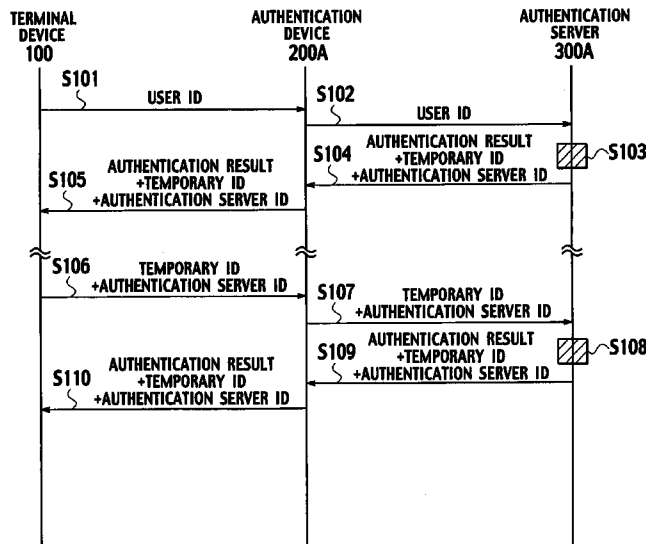 TERMINAL
DEVICE
100
AUTHENTICATION
DEVICE
200A
AUTHENTICATION
SERVER
300A
S101
USER ID
S102
USER ID
S103
S104
AUTHENTICATION RESULT
+TEMPORARY ID
+AUTHENTICATION SERVER ID
S105
AUTHENTICATION RESULT
+TEMPORARY ID
+AUTHENTICATION SERVER ID
S106
TEMPORARY ID
+AUTHENTICATION SERVER ID
S107
TEMPORARY ID
+AUTHENTICATION SERVER ID
S108
S109
AUTHENTICATION RESULT
+TEMPORARY ID
+AUTHENTICATION SERVER ID
S110
AUTHENTICATION RESULT
+TEMPORARY ID
+AUTHENTICATION SERVER ID